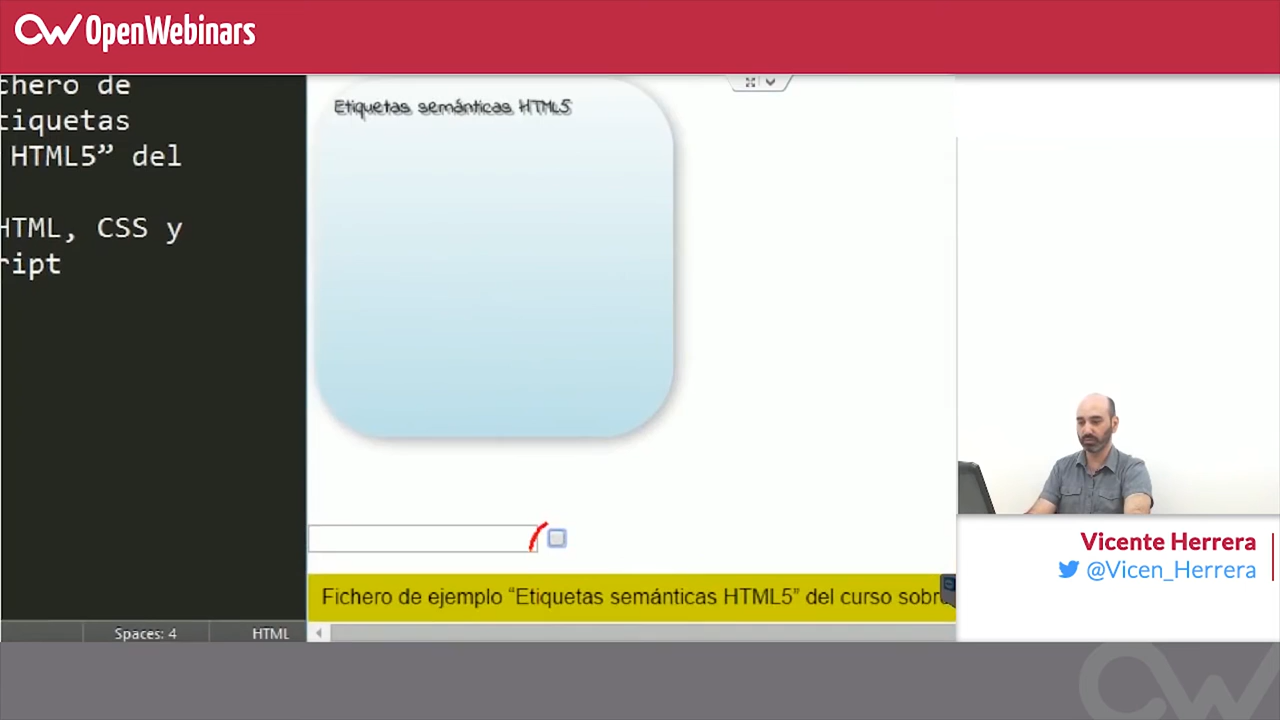 OpenWebinars
chero de
tiquetas
HTML5” del
HTML, CSS y
ript
Spaces: 4
HTML
Etiquetas semánticas HTML5
Fichero de ejemplo “Etiquetas semánticas HTML5” del curso sobr
Vicente Herrera
@Vicen_Herrera